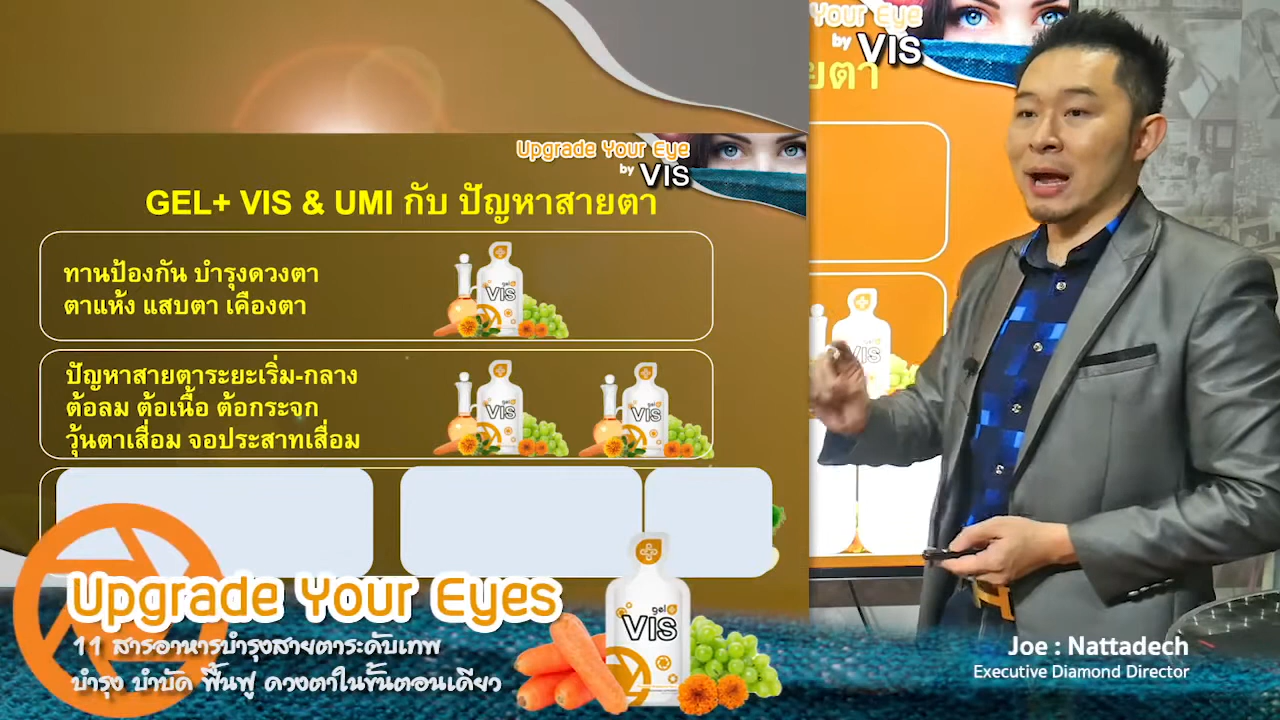 Your Eye
by VIS
ยตา
Upgrade Your Eye
by VIS
GEL+ VIS & UMI กับ ปัญหาสายตา
ทานป้องกัน บำรุงดวงตา
ตาแห้ง แสบตา เคืองตา
gel
VIS
ปัญหาสายตาระยะเริ่ม-กลาง
ต้อลม ต้อเนื้อ ต้อกระจก
วุ้นตาเสื่อม จอประสาทเสื่อม
gel
VIS
gel
VIS
VIS
Upgrade Your Eyes
11 สารอาหารบำรุงสายตาระดับเทพ
บำรุง บำบัด ฟื้นฟู ดวงตาในขั้นตอนเดียว
gel
VIS
Joe : Nattadech
Executive Diamond Director